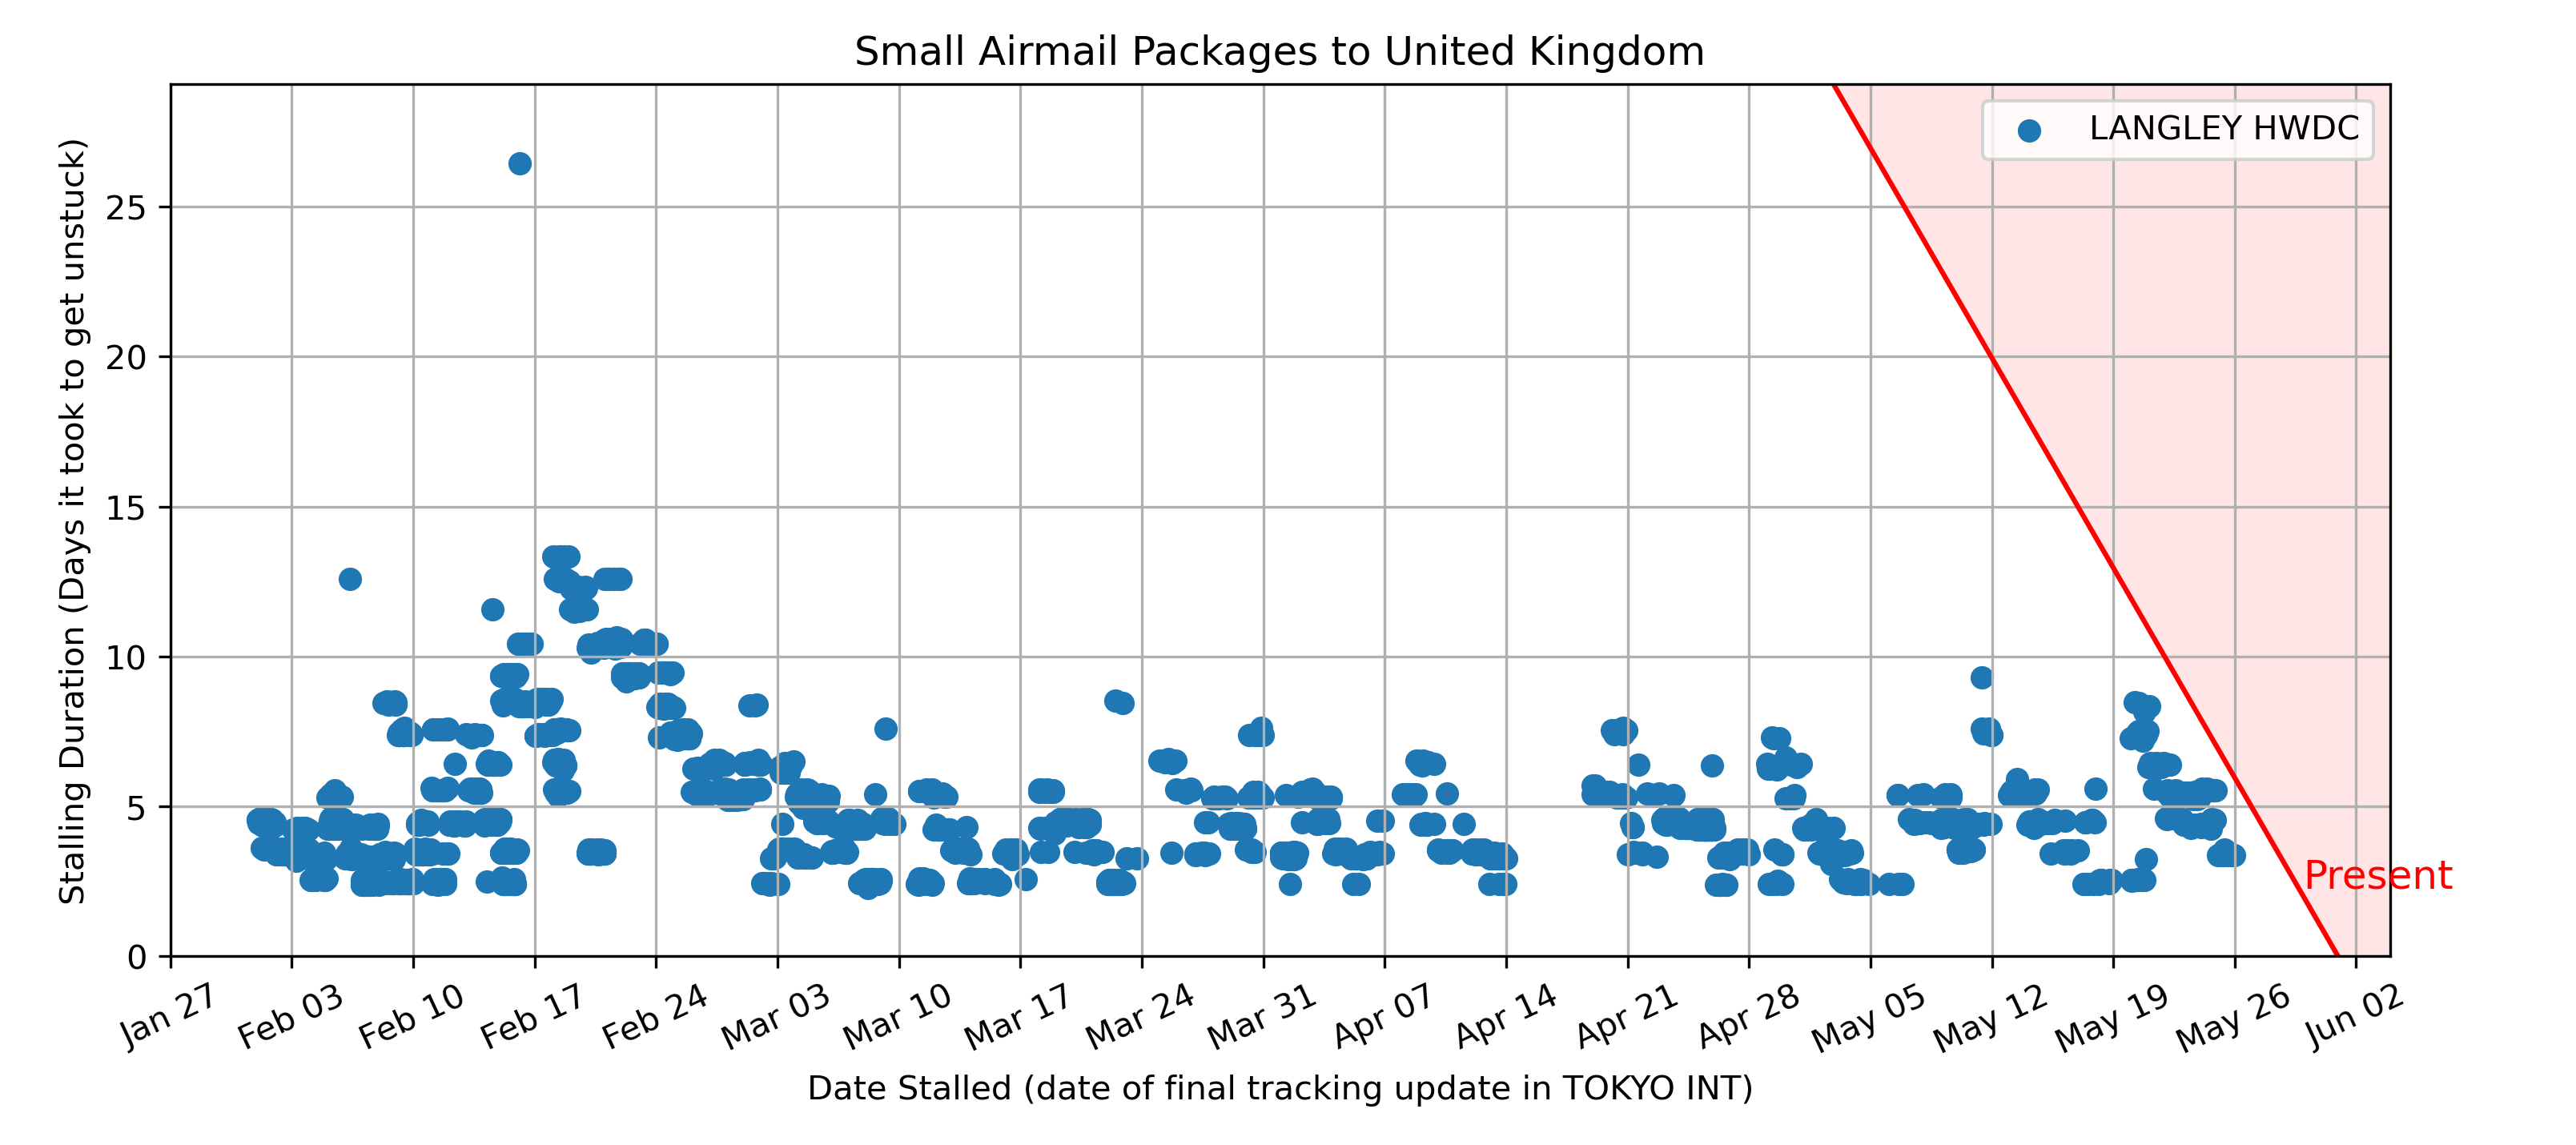 Small Airmail Packages to United Kingdom
LANGLEY HWDC
Stalling Duration (Days it took to get unstuck)
25
20
15
10
5
0
Present
Jan 27
Feb 03
Feb 10
Feb 17
Feb 24
Mar 03
Mar 10
Mar 17
Mar 24
Mar 31
Apr 07
Apr 14
Apr 21
Apr 28
May 05
May 12
May 19
May 26
Jun 02
Date Stalled (date of final tracking update in TOKYO INT)